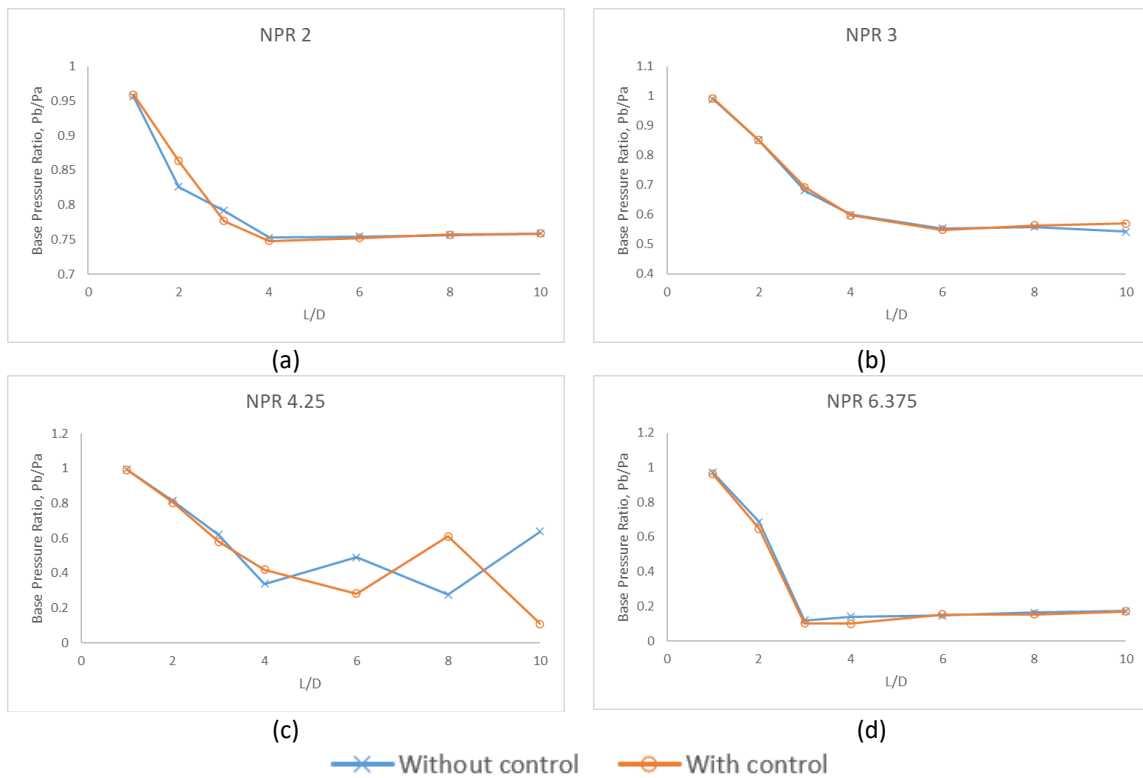 NPR 2
Base Pressure Ratio, Pb/Pa
1
0.95
0.9
0.85
0.8
0.75
0.7
0 2 4 6 8 10
L/D
(a)
NPR 3
Base Pressure Ratio, Pb/Pa
1.1
1
0.9
0.8
0.7
0.6
0.5
0.4
0 2 4 6 8 10
L/D
(b)
NPR 4.25
Base Pressure Ratio, Pb/Pa
1.2
1
0.8
0.6
0.4
0.2
0
0 2 4 6 8 10
L/D
(c)
NPR 6.375
Base Pressure Ratio, Pb/Pa
1.2
1
0.8
0.6
0.4
0.2
0
0 2 4 6 8 10
L/D
(d)
Without control With control